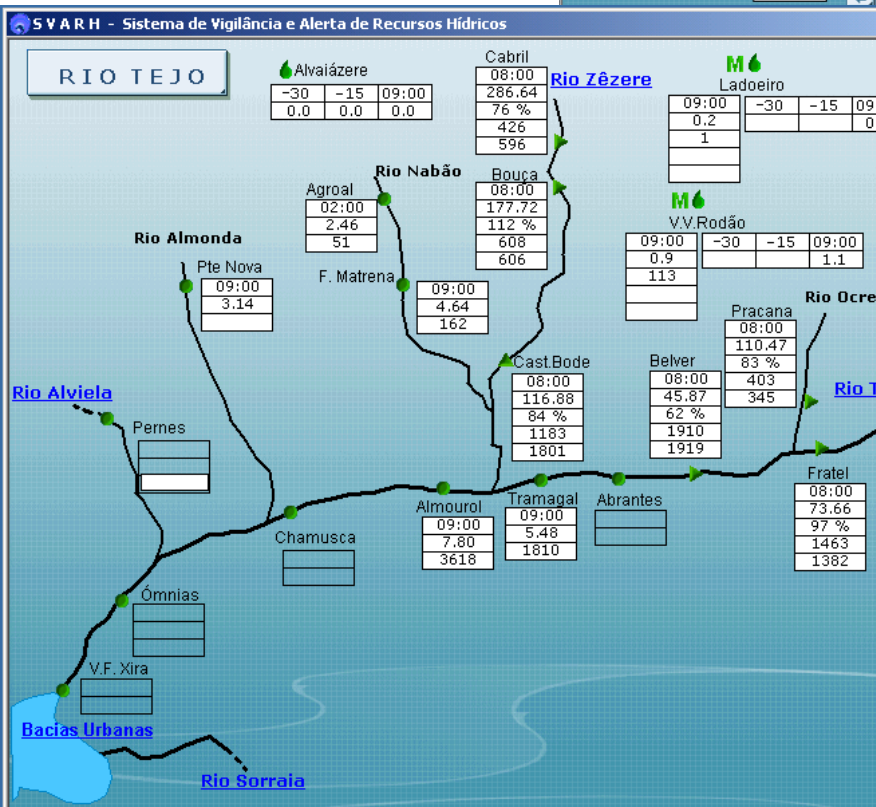 SVARH - Sistema de Vigilância e Alerta de Recursos Hídricos
RIO TEJO
Alvaiázere
-30 -15 09:00
0.0 0.0 0.0
Cabril
08:00
286.64
76 %
426
596
Rio Zêzere
M
Ladoeiro
09:00
0.2
1
-30 -15 09
0
Rio Nabão
Agroal
02:00
2.46
51
Bouça
08:00
177.72
112 %
608
606
M
V.V.Rodão
09:00
0.9
113
-30 -15 09:00
1.1
Rio Almonda
Pte Nova
09:00
3.14
F. Matrena
09:00
4.64
162
Rio Ocre
Pracana
08:00
110.47
83 %
403
345
Cast.Bode
08:00
116.88
84 %
1183
1801
Belver
08:00
45.87
62 %
1910
1919
Rio T
Rio Alviela
Pernes
Fratel
08:00
73.66
97 %
1463
1382
Almourol
09:00
7.80
3618
Tramagal
09:00
5.48
1810
Abrantes
Chamusca
Ómnias
V.F. Xira
Bacias Urbanas
Rio Sorraia